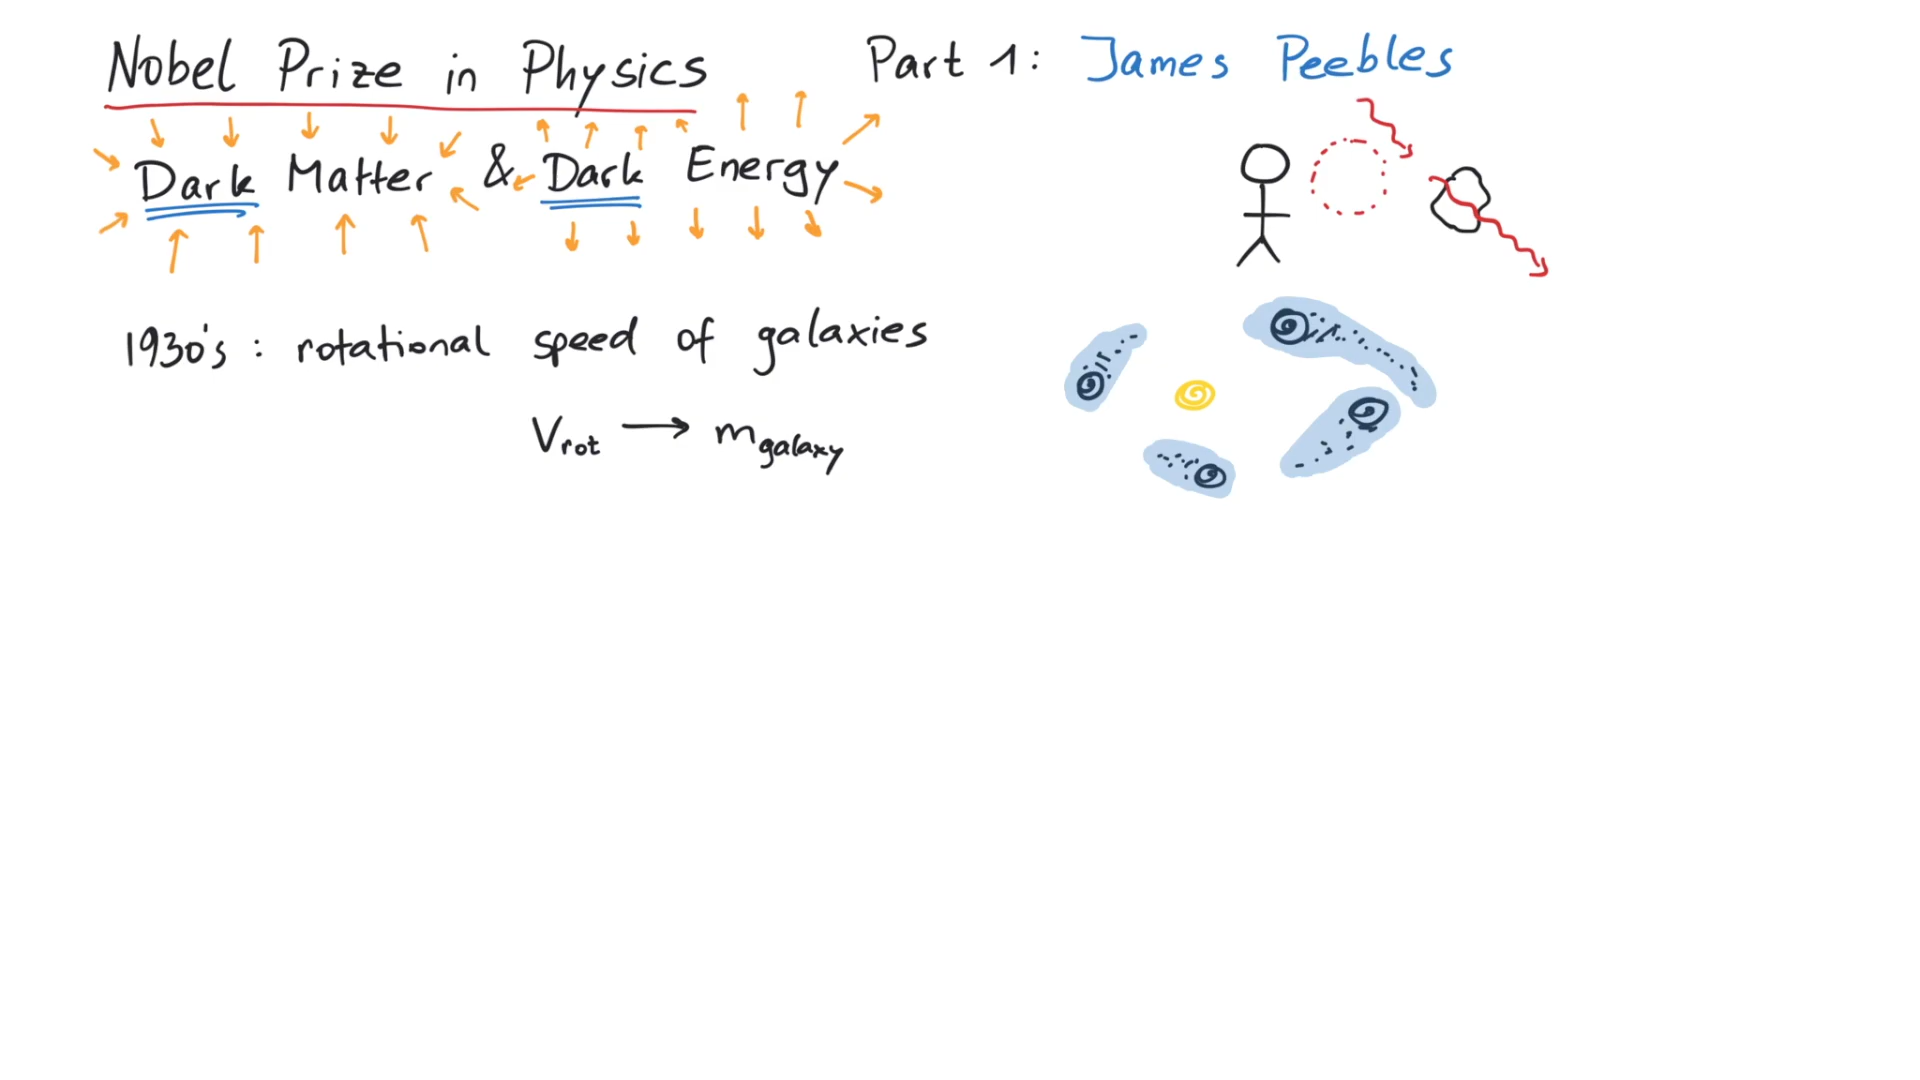 Nobel Prize in Physics
Part 1: James Peebles
Dark Matter & Dark Energy
1930's : rotational speed of galaxies
Vrot → mgalaxy